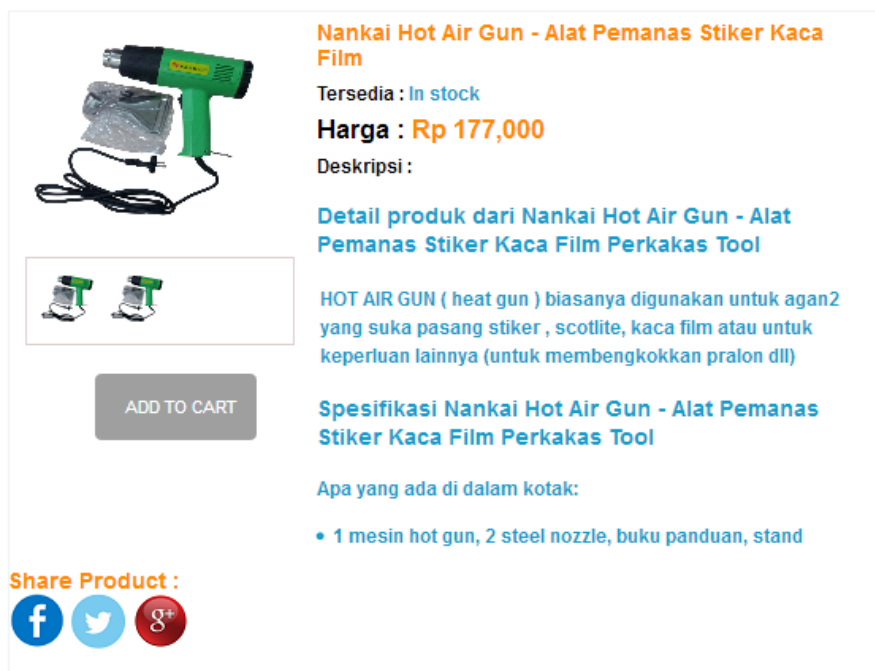 Nankai Hot Air Gun - Alat Pemanas Stiker Kaca
Film
Tersedia : In stock
Harga : Rp 177,000
Deskripsi :
Detail produk dari Nankai Hot Air Gun - Alat
Pemanas Stiker Kaca Film Perkakas Tool
HOT AIR GUN ( heat gun ) biasanya digunakan untuk agan2
yang suka pasang stiker , scotlite, kaca film atau untuk
keperluan lainnya (untuk membengkokkan pralon dll)
ADD TO CART
Spesifikasi Nankai Hot Air Gun - Alat Pemanas
Stiker Kaca Film Perkakas Tool
Apa yang ada di dalam kotak:
• 1 mesin hot gun, 2 steel nozzle, buku panduan, stand
Share Product :
f
g+